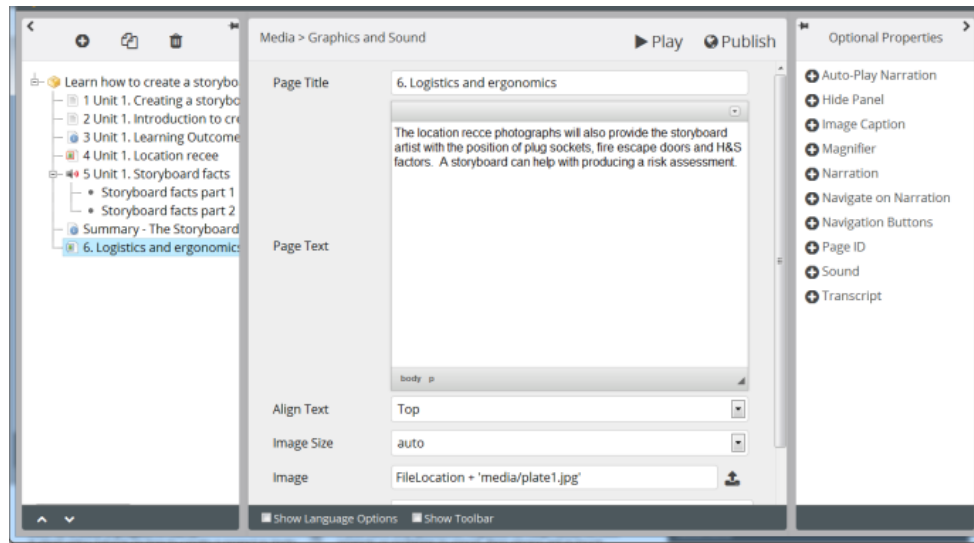 Learn how to create a storybo
1 Unit 1. Creating a storybo
2 Unit 1. Introduction to cre
3 Unit 1. Learning Outcome
4 Unit 1. Location recee
5 Unit 1. Storyboard facts
Storyboard facts part 1
Storyboard facts part 2
Summary - The Storyboard
6. Logistics and ergonomics
Media > Graphics and Sound
Play
Publish
Page Title
6. Logistics and ergonomics
Page Text
The location recce photographs will also provide the storyboard
artist with the position of plug sockets, fire escape doors and H&S
factors. A storyboard can help with producing a risk assessment.
body p
Align Text
Top
Image Size
auto
Image
FileLocation + 'media/plate1.jpg'
Show Language Options
Show Toolbar
Optional Properties
Auto-Play Narration
Hide Panel
Image Caption
Magnifier
Narration
Navigate on Narration
Navigation Buttons
Page ID
Sound
Transcript